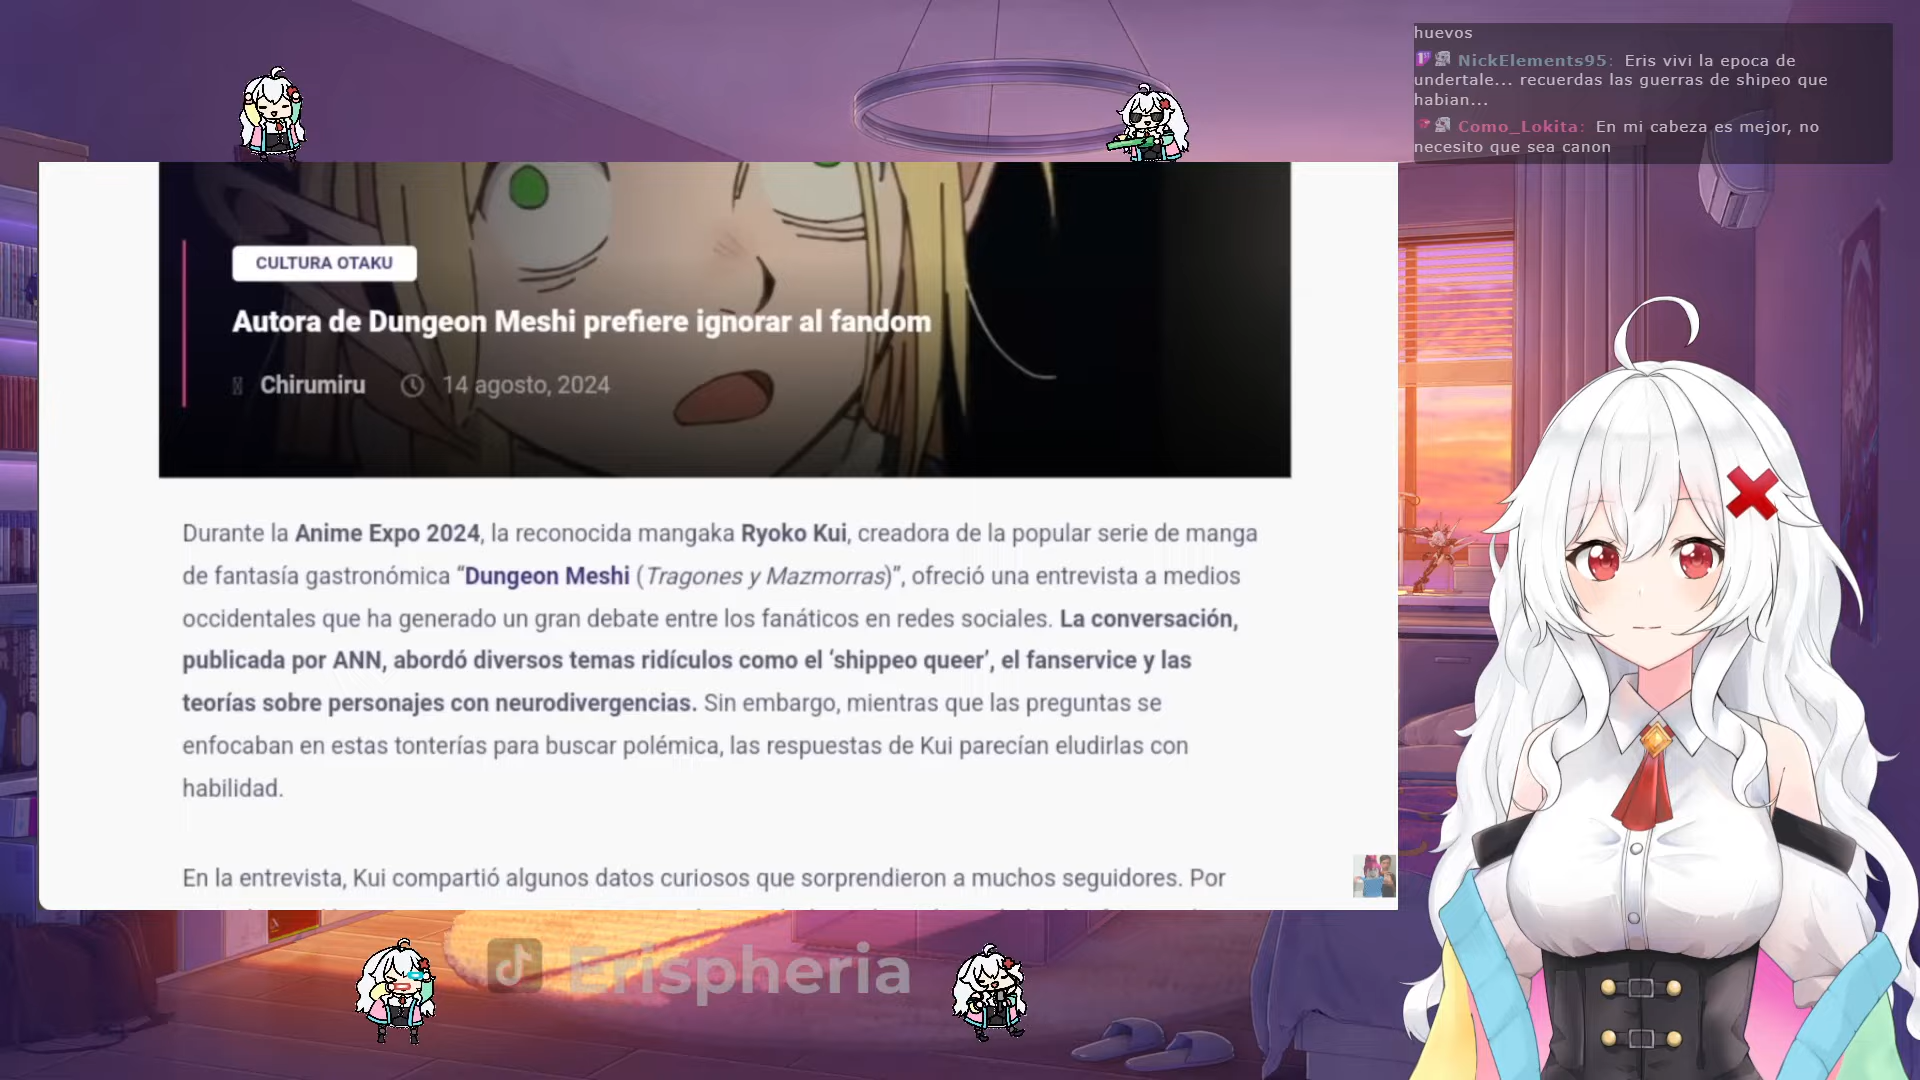 huevos
NickElements95: Eris vivi la epoca de
undertale... recuerdas las guerras de shipeo que
habian...
Como_Lokita: En mi cabeza es mejor, no
necesito que sea canon
CULTURA OTAKU
Autora de Dungeon Meshi prefiere ignorar al fandom
Chirumiru 14 agosto, 2024
Durante la Anime Expo 2024, la reconocida mangaka Ryoko Kui, creadora de la popular serie de manga
de fantasía gastronómica “Dungeon Meshi (Tragones y Mazmorras)”, ofreció una entrevista a medios
occidentales que ha generado un gran debate entre los fanáticos en redes sociales. La conversación,
publicada por ANN, abordó diversos temas ridículos como el ‘shippeo queer’, el fanservice y las
teorías sobre personajes con neurodivergencias. Sin embargo, mientras que las preguntas se
enfocaban en estas tonterías para buscar polémica, las respuestas de Kui parecían eludirlas con
habilidad.
En la entrevista, Kui compartió algunos datos curiosos que sorprendieron a muchos seguidores. Por
Erispheria